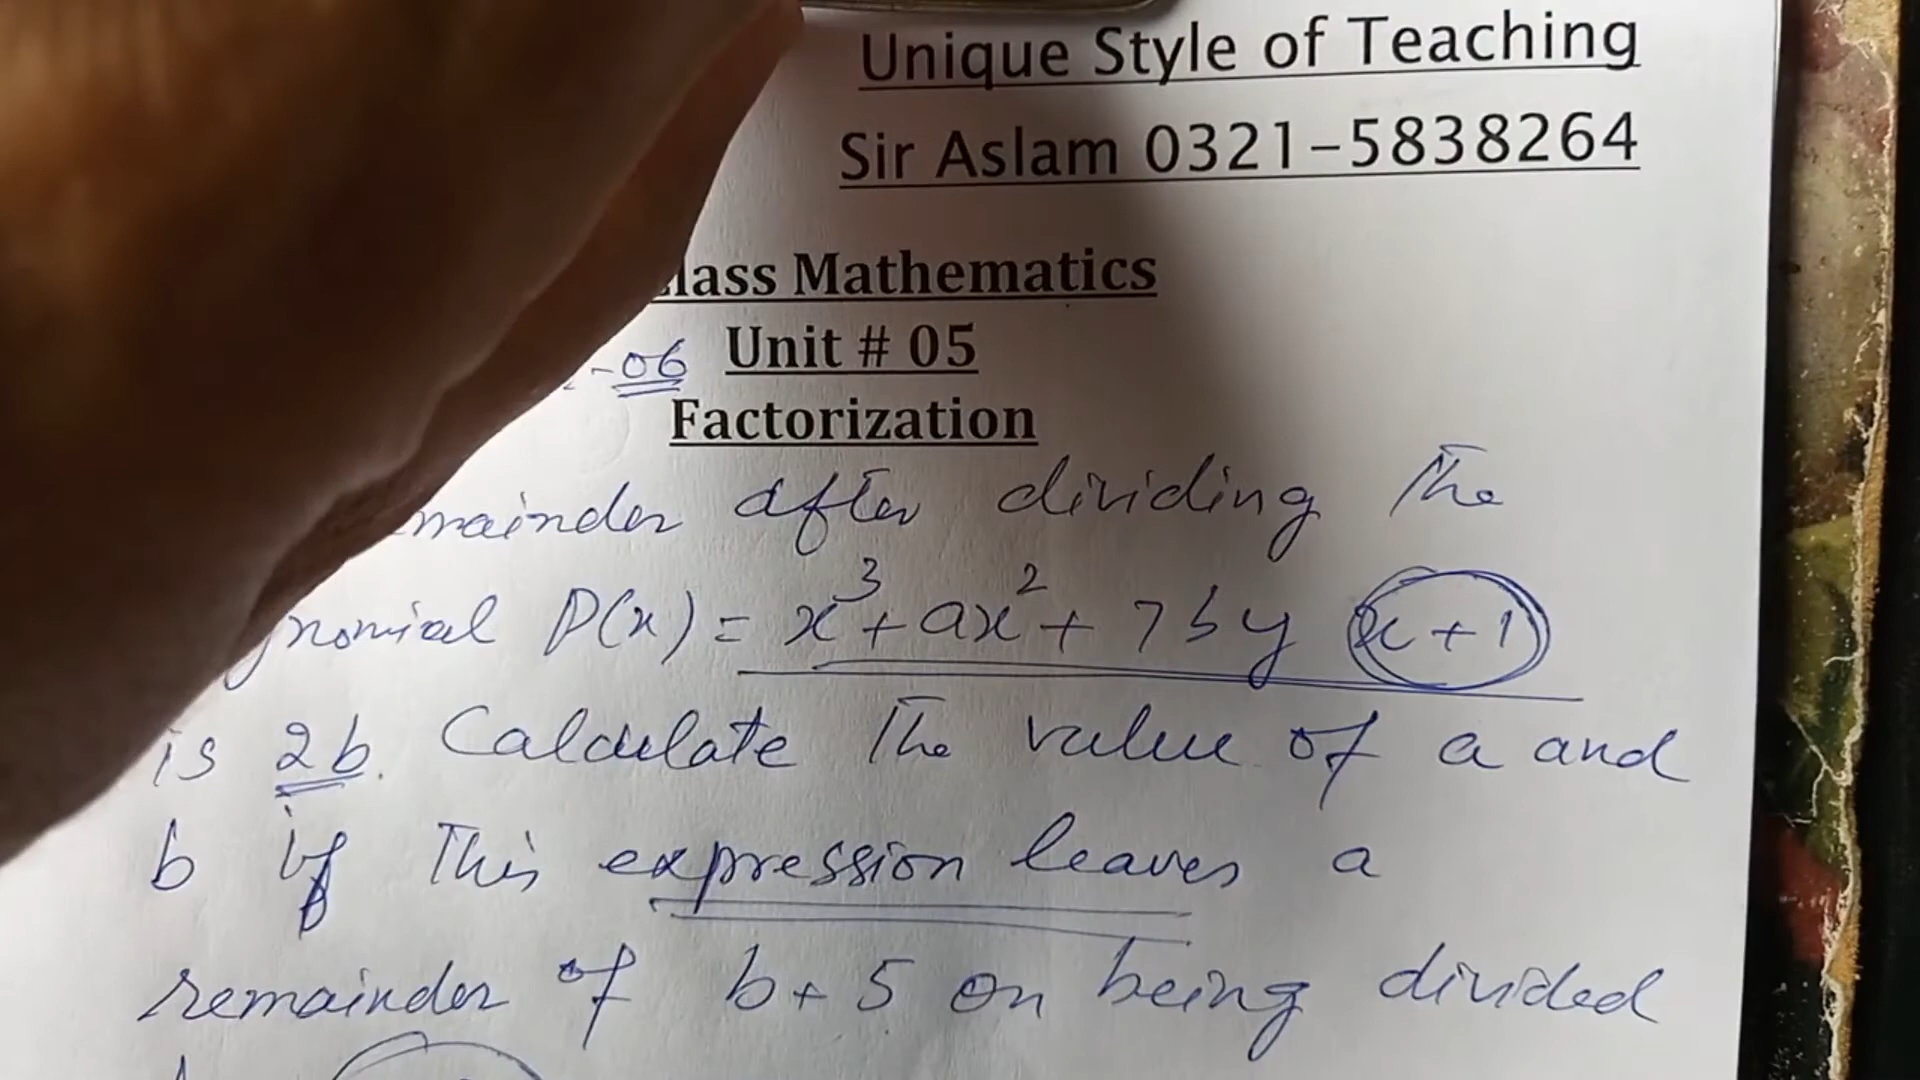 Unique Style of Teaching
Sir Aslam 0321-5838264
lass Mathematics
-06 Unit # 05
Factorization
mainder after dividing The
nomial P(x) = x³ + ax² + 7 by x+1
is 2b. Calculate The value of a and
b if This expression leaves a
remainder of b+5 on being divided